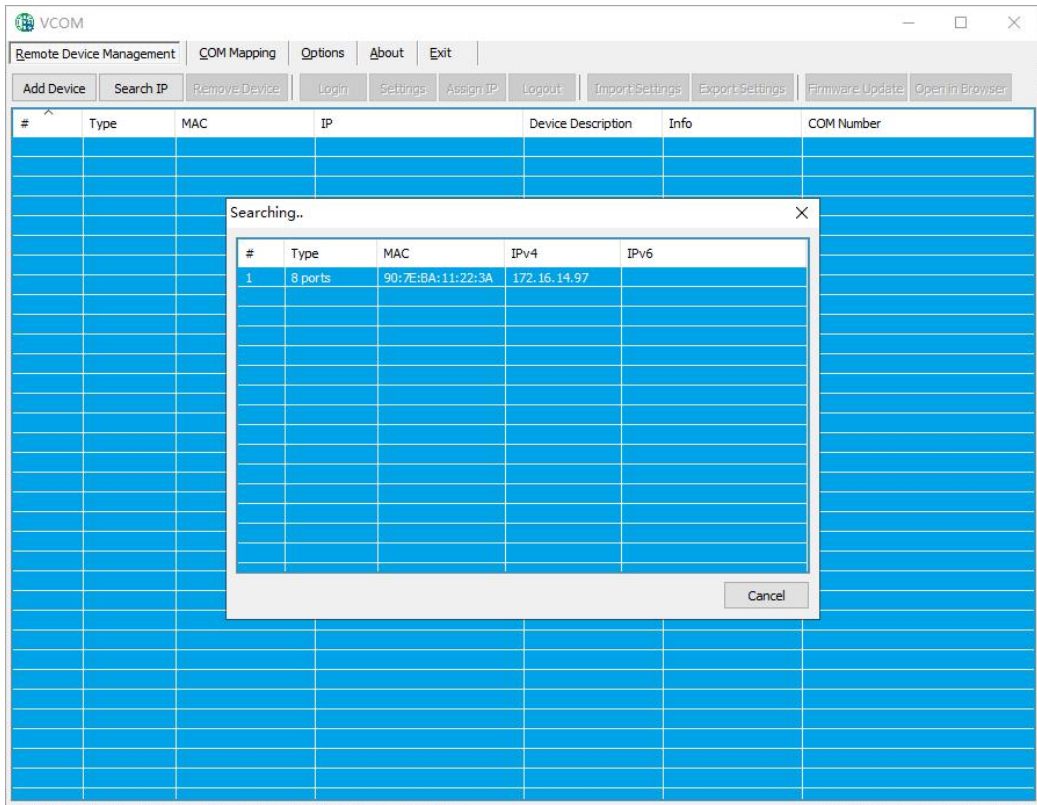 VCOM
Remote Device Management COM Mapping Options About Exit
Add Device Search IP Remove Device Login Settings Assign IP Logout Import Settings Export Settings Firmware Update Open in Browser
# Type MAC IP Device Description Info COM Number
Searching..
# Type MAC IPv4 IPv6
1 8 ports 90:7E:BA:11:22:3A 172.16.14.97
Cancel